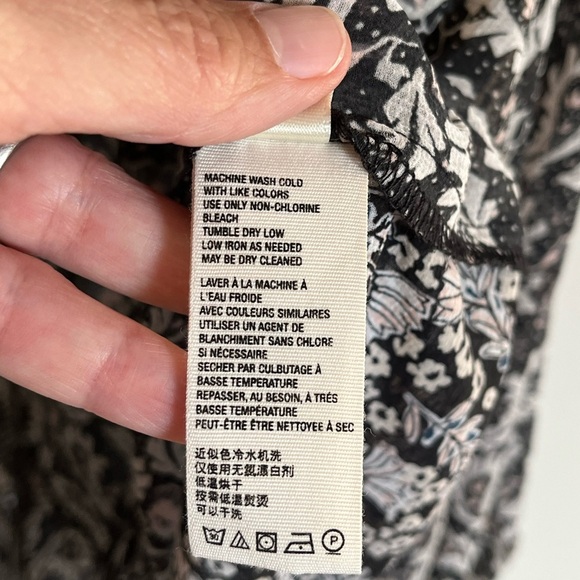 MACHINE WASH COLD
WITH LIKE COLORS
USE ONLY NON-CHLORINE
BLEACH
TUMBLE DRY LOW
LOW IRON AS NEEDED
MAY BE DRY CLEANED
LAVER À LA MACHINE À
L'EAU FROIDE
AVEC COULEURS SIMILAIRES
UTILISER UN AGENT DE
BLANCHIMENT SANS CHLORE
SI NÉCESSAIRE
SECHER PAR CULBUTAGE À
BASSE TEMPERATURE
REPASSER, AU BESOIN, À TRÉS
BASSE TEMPÉRATURE
PEUT-ÊTRE ÊTRE NETTOYEE À SEC
近似色冷水机洗
仅使用无氯漂白剂
低温烘干
按需低温熨烫
可以干洗
30 P